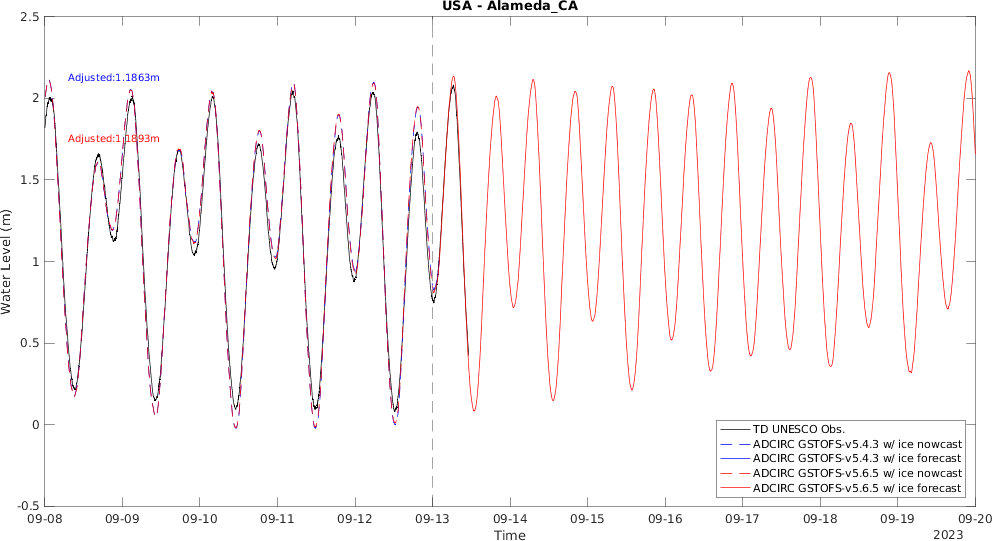 USA - Alameda_CA
2.5
2
1.5
1
0.5
0
-0.5
Water Level (m)
Adjusted:1.1863m
Adjusted:1.1893m
TD UNESCO Obs.
ADCIRC GSTOFS-v5.4.3 w/ ice nowcast
ADCIRC GSTOFS-v5.4.3 w/ ice forecast
ADCIRC GSTOFS-v5.6.5 w/ ice nowcast
ADCIRC GSTOFS-v5.6.5 w/ ice forecast
09-08 09-09 09-10 09-11 09-12 09-13 09-14 09-15 09-16 09-17 09-18 09-19 09-20
Time
2023